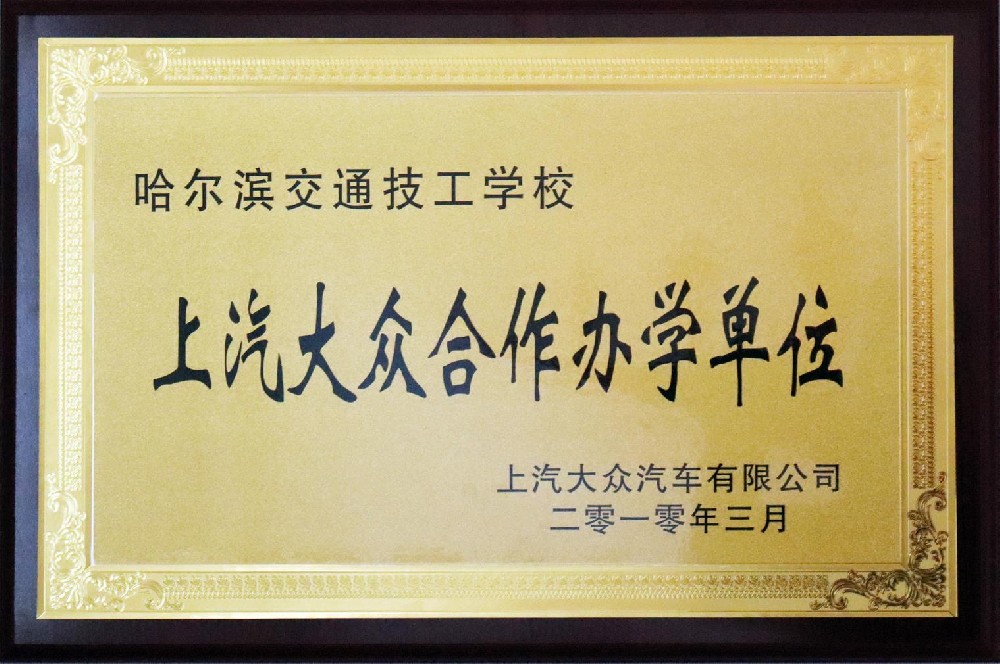 哈尔滨交通技工学校
上汽大众合作办学单位
上汽大众汽车有限公司
二零一零年三月